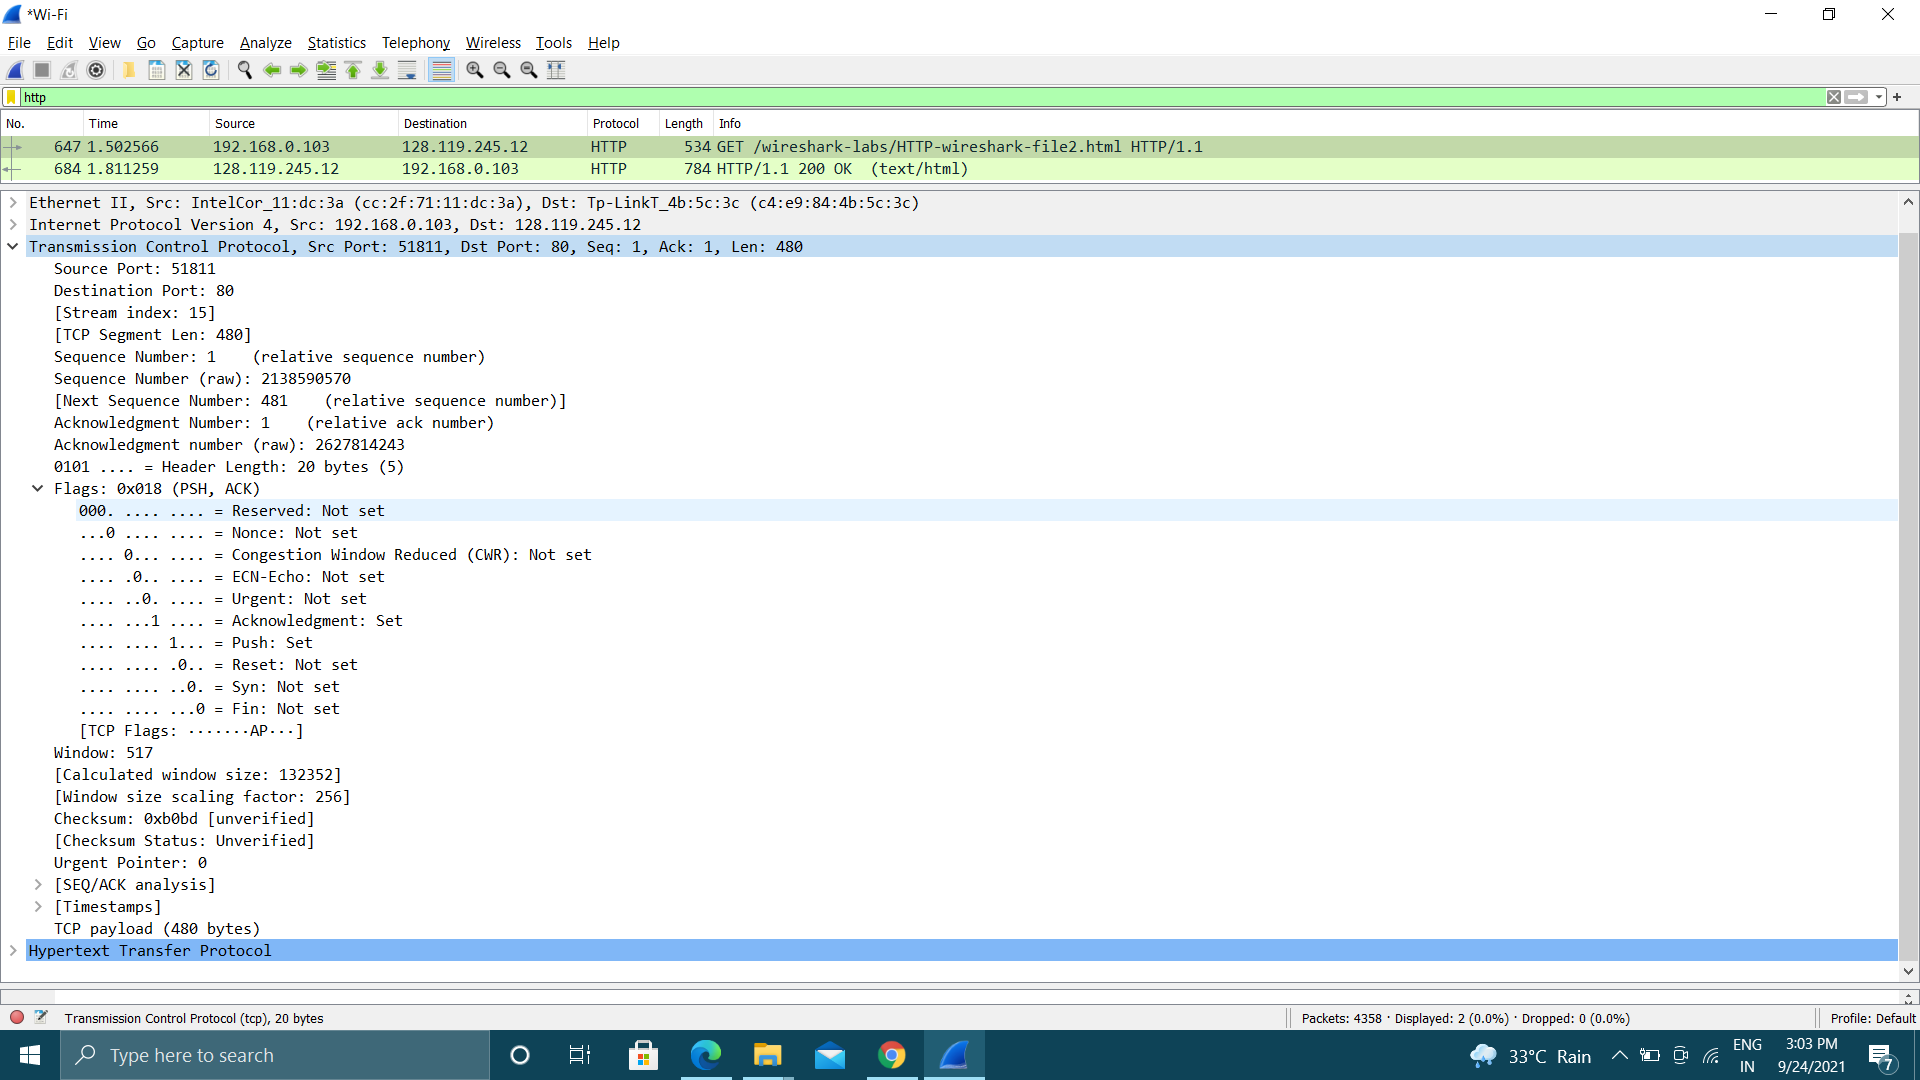 *Wi-Fi
File Edit View Go Capture Analyze Statistics Telephony Wireless Tools Help
http
No. Time Source Destination Protocol Length Info
647 1.502566 192.168.0.103 128.119.245.12 HTTP 534 GET /wireshark-labs/HTTP-wireshark-file2.html HTTP/1.1
684 1.811259 128.119.245.12 192.168.0.103 HTTP 784 HTTP/1.1 200 OK (text/html)
Ethernet II, Src: IntelCor_11:dc:3a (cc:2f:71:11:dc:3a), Dst: Tp-LinkT_4b:5c:3c (c4:e9:84:4b:5c:3c)
Internet Protocol Version 4, Src: 192.168.0.103, Dst: 128.119.245.12
Transmission Control Protocol, Src Port: 51811, Dst Port: 80, Seq: 1, Ack: 1, Len: 480
Source Port: 51811
Destination Port: 80
[Stream index: 15]
[TCP Segment Len: 480]
Sequence Number: 1 (relative sequence number)
Sequence Number (raw): 2138590570
[Next Sequence Number: 481 (relative sequence number)]
Acknowledgment Number: 1 (relative ack number)
Acknowledgment number (raw): 2627814243
0101 .... = Header Length: 20 bytes (5)
Flags: 0x018 (PSH, ACK)
000. .... .... = Reserved: Not set
...0 .... .... = Nonce: Not set
.... 0... .... = Congestion Window Reduced (CWR): Not set
.... .0.. .... = ECN-Echo: Not set
.... ..0. .... = Urgent: Not set
.... ...1 .... = Acknowledgment: Set
.... .... 1... = Push: Set
.... .... .0.. = Reset: Not set
.... .... ..0. = Syn: Not set
.... .... ...0 = Fin: Not set
[TCP Flags: ·······AP···]
Window: 517
[Calculated window size: 132352]
[Window size scaling factor: 256]
Checksum: 0xb0bd [unverified]
[Checksum Status: Unverified]
Urgent Pointer: 0
[SEQ/ACK analysis]
[Timestamps]
TCP payload (480 bytes)
Hypertext Transfer Protocol
Transmission Control Protocol (tcp), 20 bytes Packets: 4358 · Displayed: 2 (0.0%) · Dropped: 0 (0.0%) Profile: Default
Type here to search 33°C Rain ENG 3:03 PM
IN 9/24/2021 7